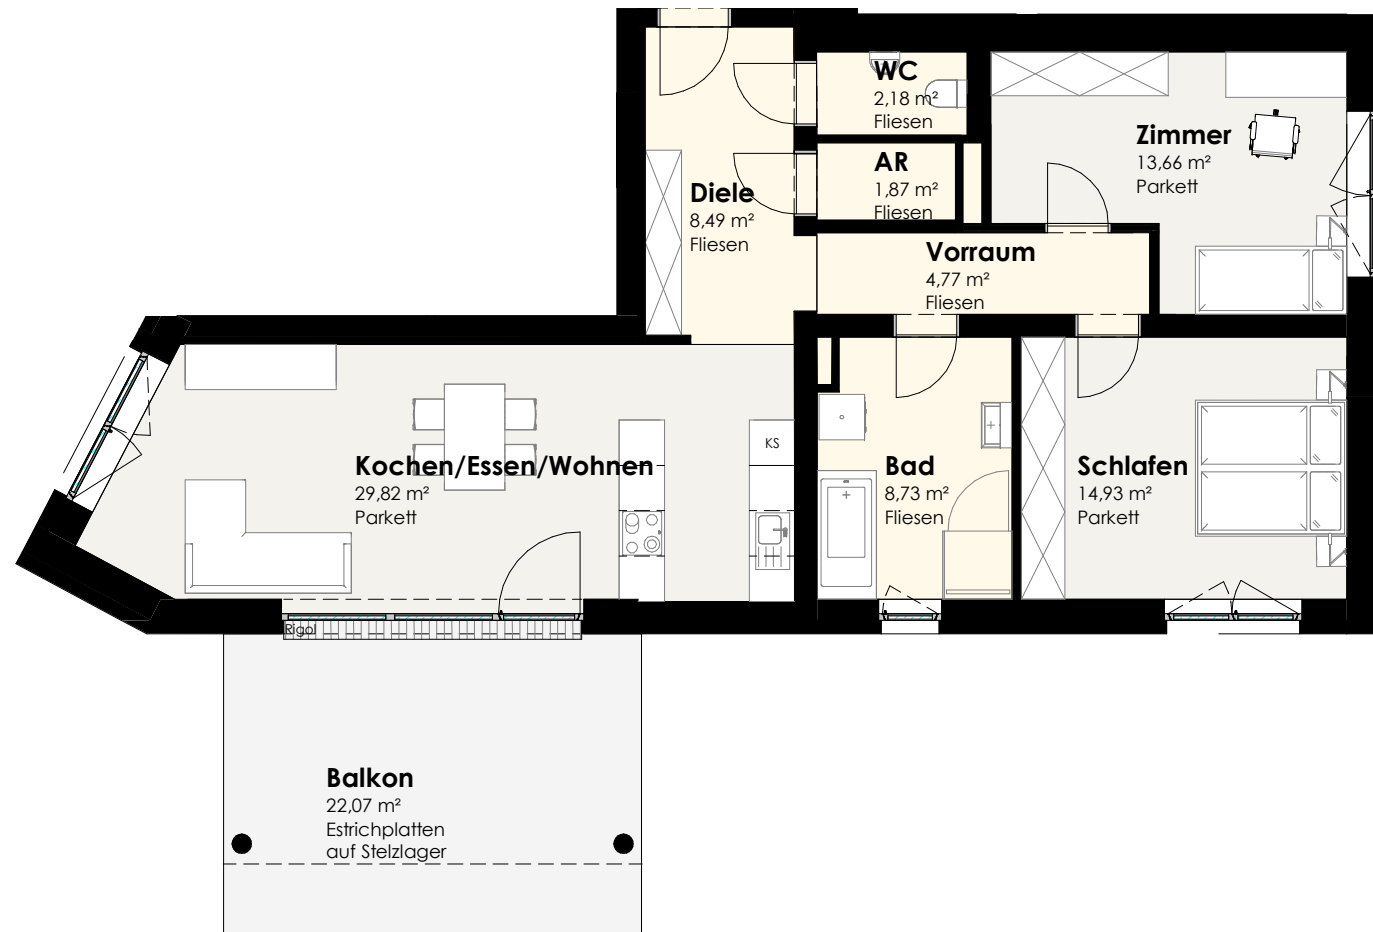 WC
2,18 m²
Fliesen
Zimmer
13,66 m²
Parkett
AR
1,87 m²
Fliesen
Diele
8,49 m²
Fliesen
Vorraum
4,77 m²
Fliesen
KS
Kochen/Essen/Wohnen
29,82 m²
Parkett
Bad
8,73 m²
Fliesen
Schlafen
14,93 m²
Parkett
Rigol
Balkon
22,07 m²
Estrichplatten
auf Stelzlager